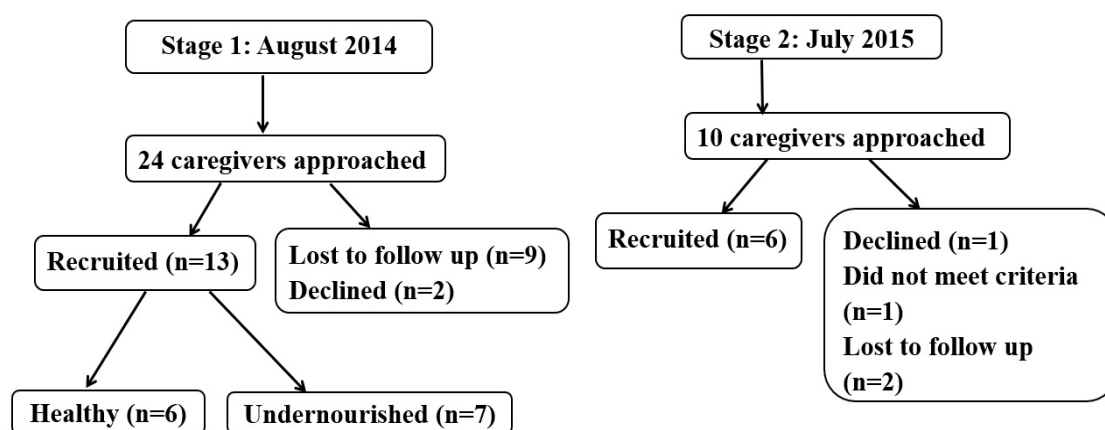 Stage 1: August 2014
24 caregivers approached
Recruited (n=13)
Lost to follow up (n=9)
Declined (n=2)
Healthy (n=6)
Undernourished (n=7)
Stage 2: July 2015
10 caregivers approached
Recruited (n=6)
Declined (n=1)
Did not meet criteria
(n=1)
Lost to follow up
(n=2)